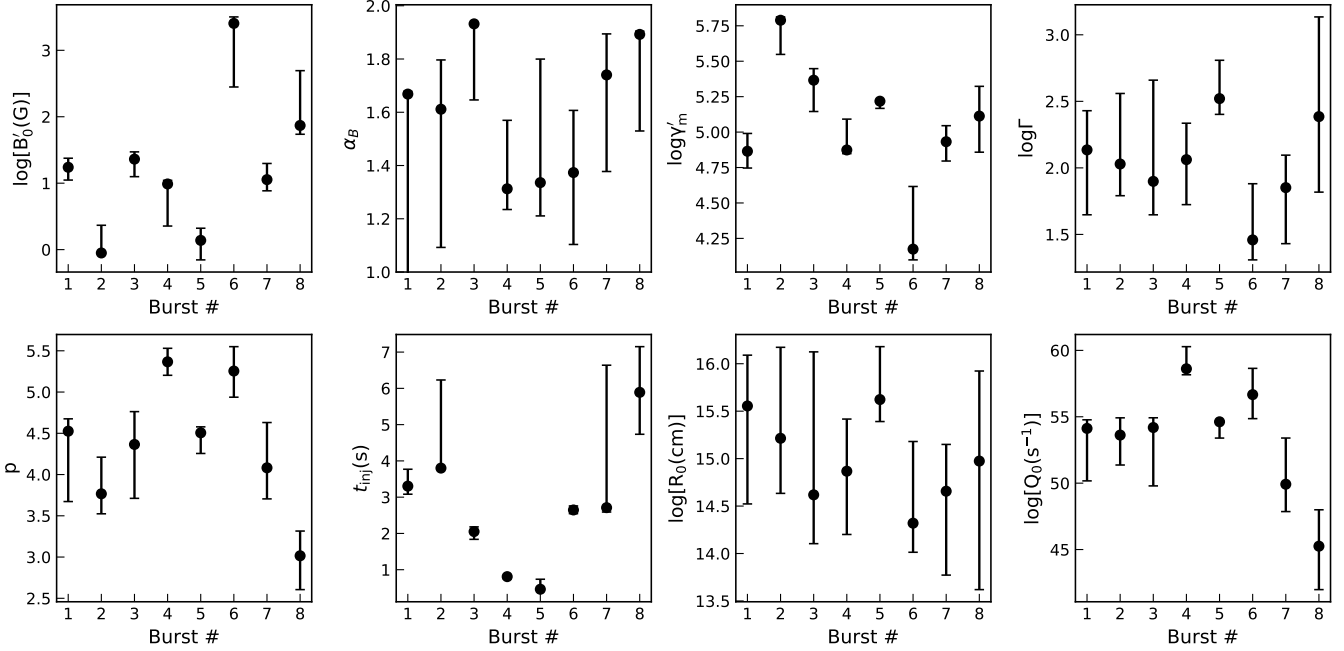 log[B′₀(G)]
3
2
1
0
1 2 3 4 5 6 7 8
Burst #
α_B
2.0
1.8
1.6
1.4
1.2
1.0
1 2 3 4 5 6 7 8
Burst #
logγ′ₘ
5.75
5.50
5.25
5.00
4.75
4.50
4.25
1 2 3 4 5 6 7 8
Burst #
logΓ
3.0
2.5
2.0
1.5
1 2 3 4 5 6 7 8
Burst #
p
5.5
5.0
4.5
4.0
3.5
3.0
2.5
1 2 3 4 5 6 7 8
Burst #
t_inj(s)
7
6
5
4
3
2
1
1 2 3 4 5 6 7 8
Burst #
log[R₀(cm)]
16.0
15.5
15.0
14.5
14.0
13.5
1 2 3 4 5 6 7 8
Burst #
log[Q₀(s⁻¹)]
60
55
50
45
1 2 3 4 5 6 7 8
Burst #